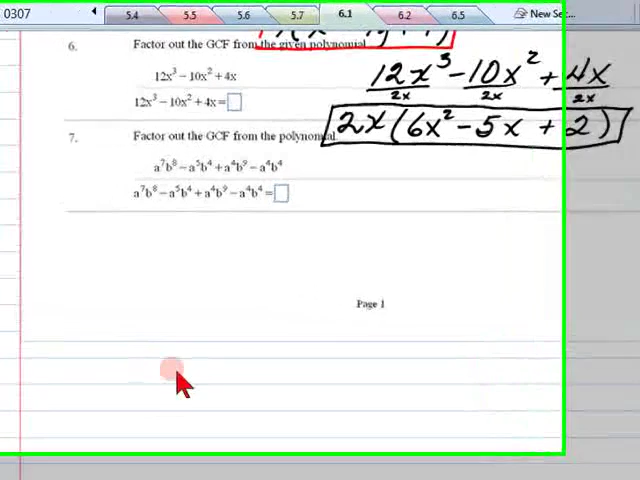 0307 5.4 5.5 5.6 5.7 6.1 6.2 6.5 New Se...
6. Factor out the GCF from the given polynomial
12x³ − 10x² + 4x
12x³ − 10x² + 4x =
12x³ − 10x² + 4x
2x 2x 2x
2x(6x² − 5x + 2)
7. Factor out the GCF from the polynomial.
a⁷b⁸ − a⁵b⁴ + a⁴b⁹ − a⁴b⁴
a⁷b⁸ − a⁵b⁴ + a⁴b⁹ − a⁴b⁴ =
Page 1